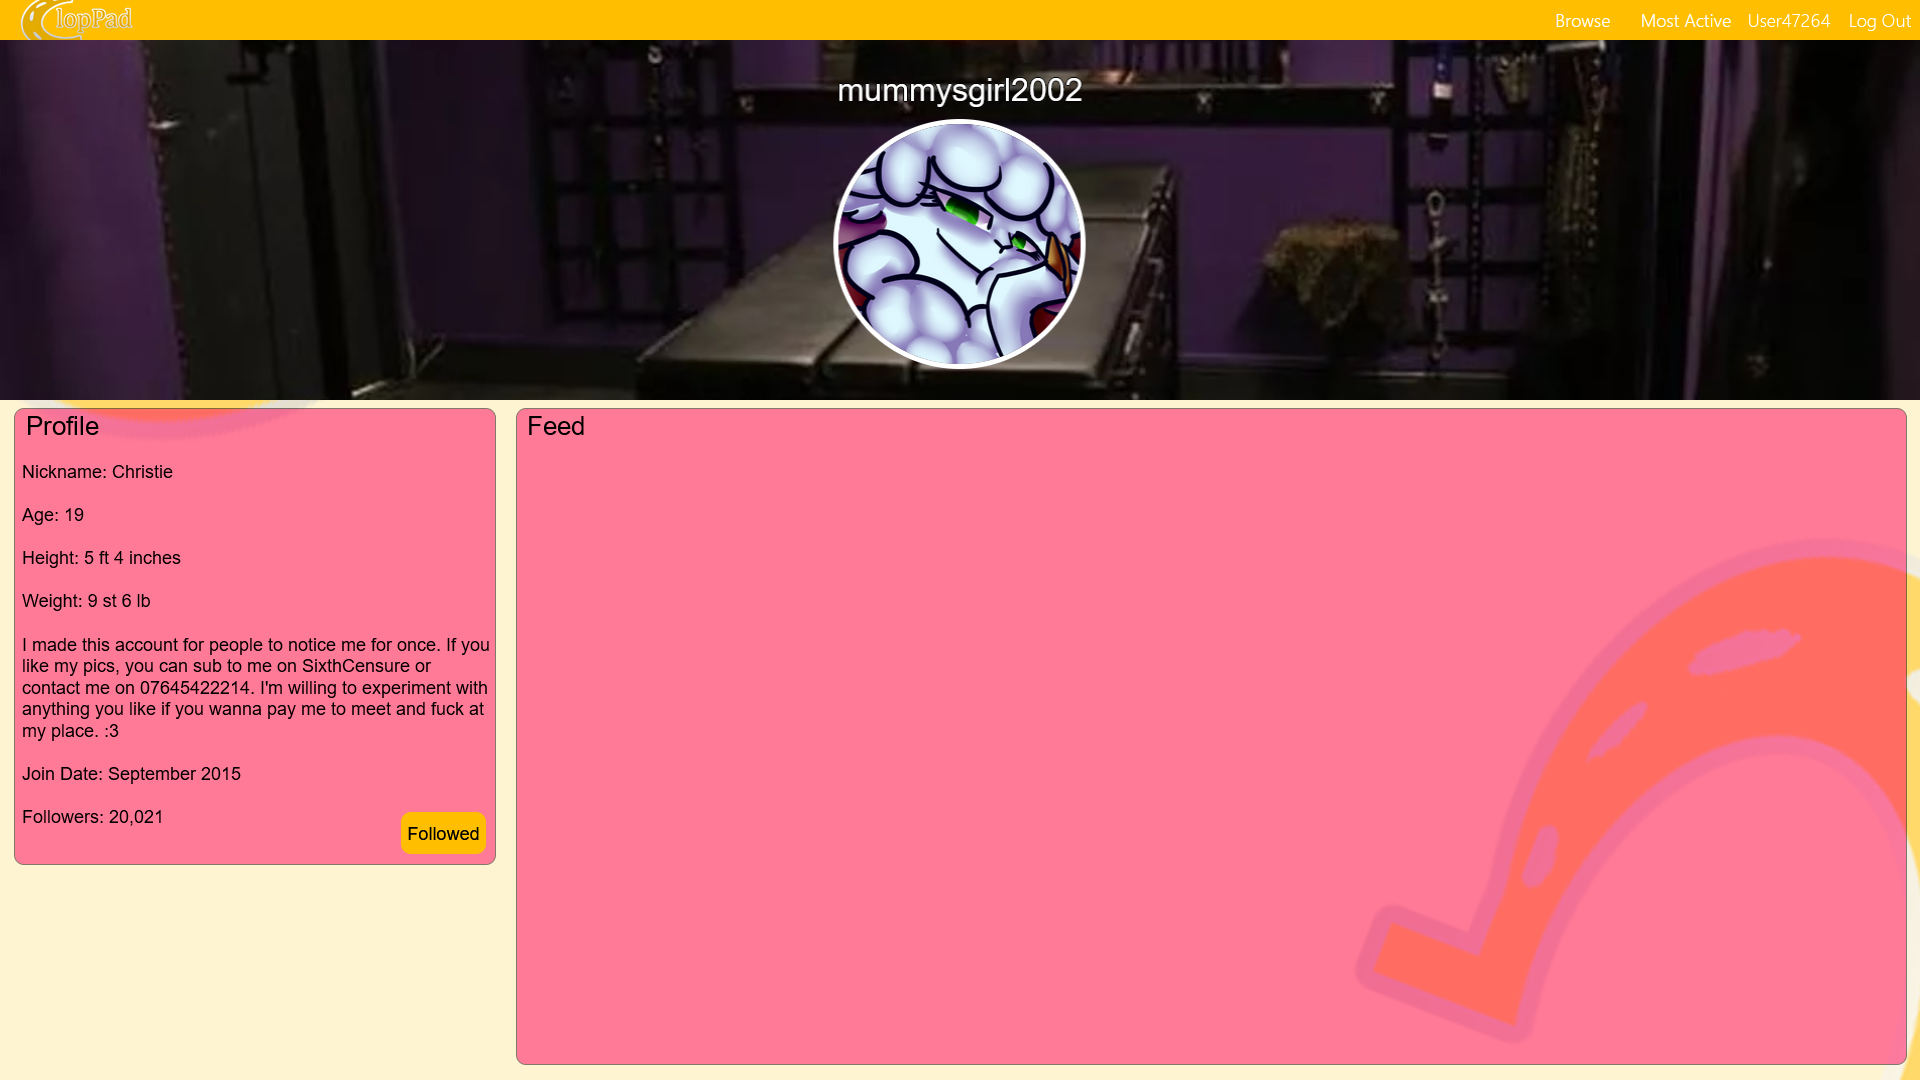 ClopPad
Browse
Most Active
User47264
Log Out
mummysgirl2002
Profile
Nickname: Christie
Age: 19
Height: 5 ft 4 inches
Weight: 9 st 6 lb
I made this account for people to notice me for once. If you
like my pics, you can sub to me on SixthCensure or
contact me on 07645422214. I'm willing to experiment with
anything you like if you wanna pay me to meet and fuck at
my place. :3
Join Date: September 2015
Followers: 20,021
Followed
Feed